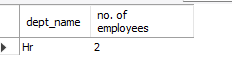 dept_name no. of
employees
Hr 2